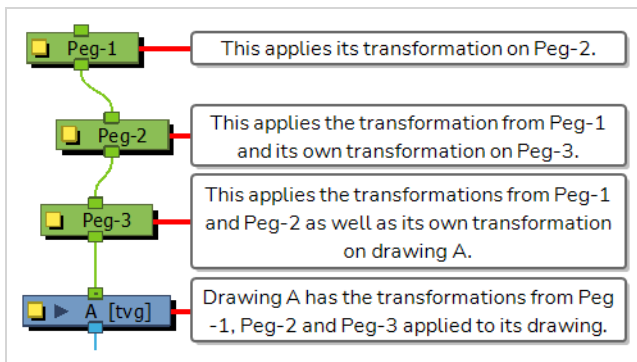 Peg-1
This applies its transformation on Peg-2.
Peg-2
This applies the transformation from Peg-1
and its own transformation on Peg-3.
Peg-3
This applies the transformations from Peg-1
and Peg-2 as well as its own transformation
on drawing A.
A [tvg]
Drawing A has the transformations from Peg
-1, Peg-2 and Peg-3 applied to its drawing.